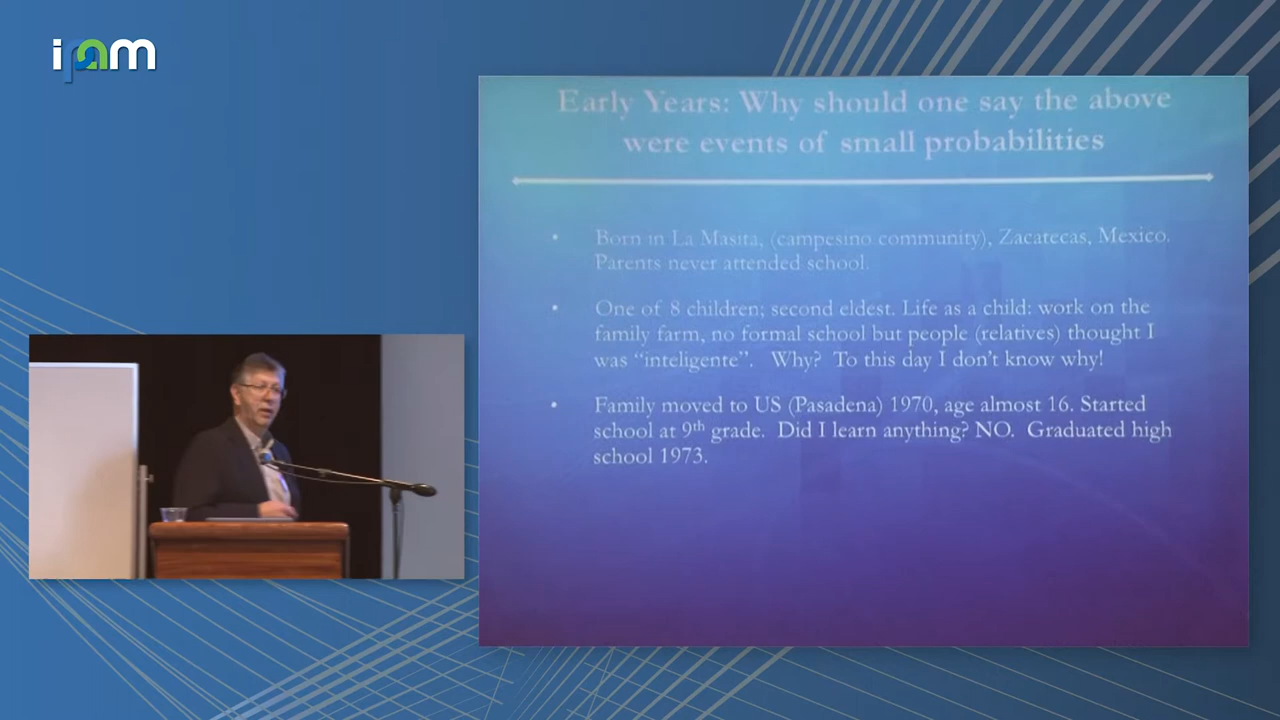 ipam
Early Years: Why should one say the above
were events of small probabilities
• Born in La Masita, (campesino community), Zacatecas, Mexico.
Parents never attended school.
• One of 8 children; second eldest. Life as a child: work on the
family farm, no formal school but people (relatives) thought I
was “inteligente”. Why? To this day I don’t know why!
• Family moved to US (Pasadena) 1970, age almost 16. Started
school at 9th grade. Did I learn anything? NO. Graduated high
school 1973.